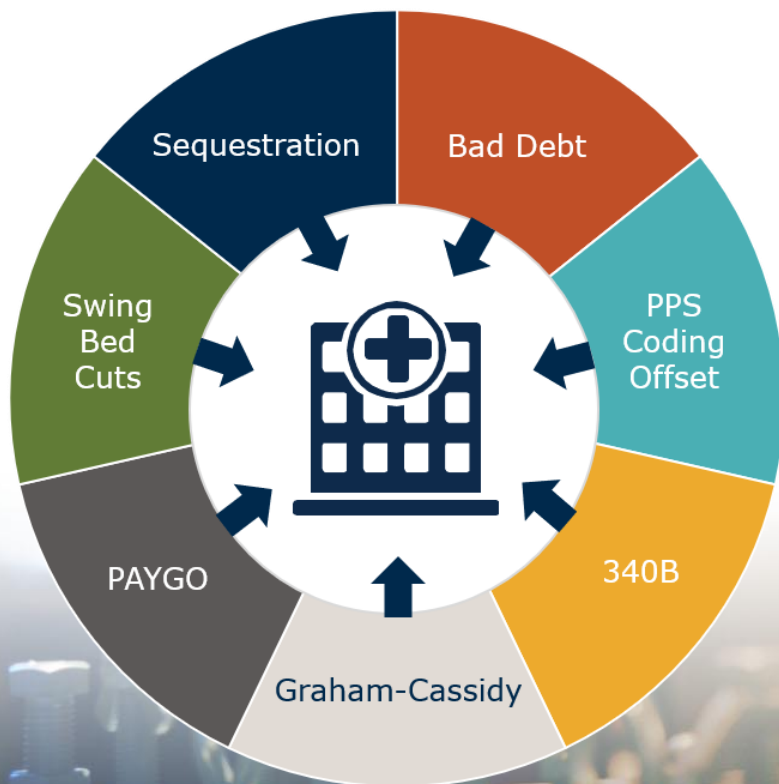 Sequestration
Bad Debt
PPS
Coding
Offset
340B
Graham-Cassidy
PAYGO
Swing
Bed
Cuts